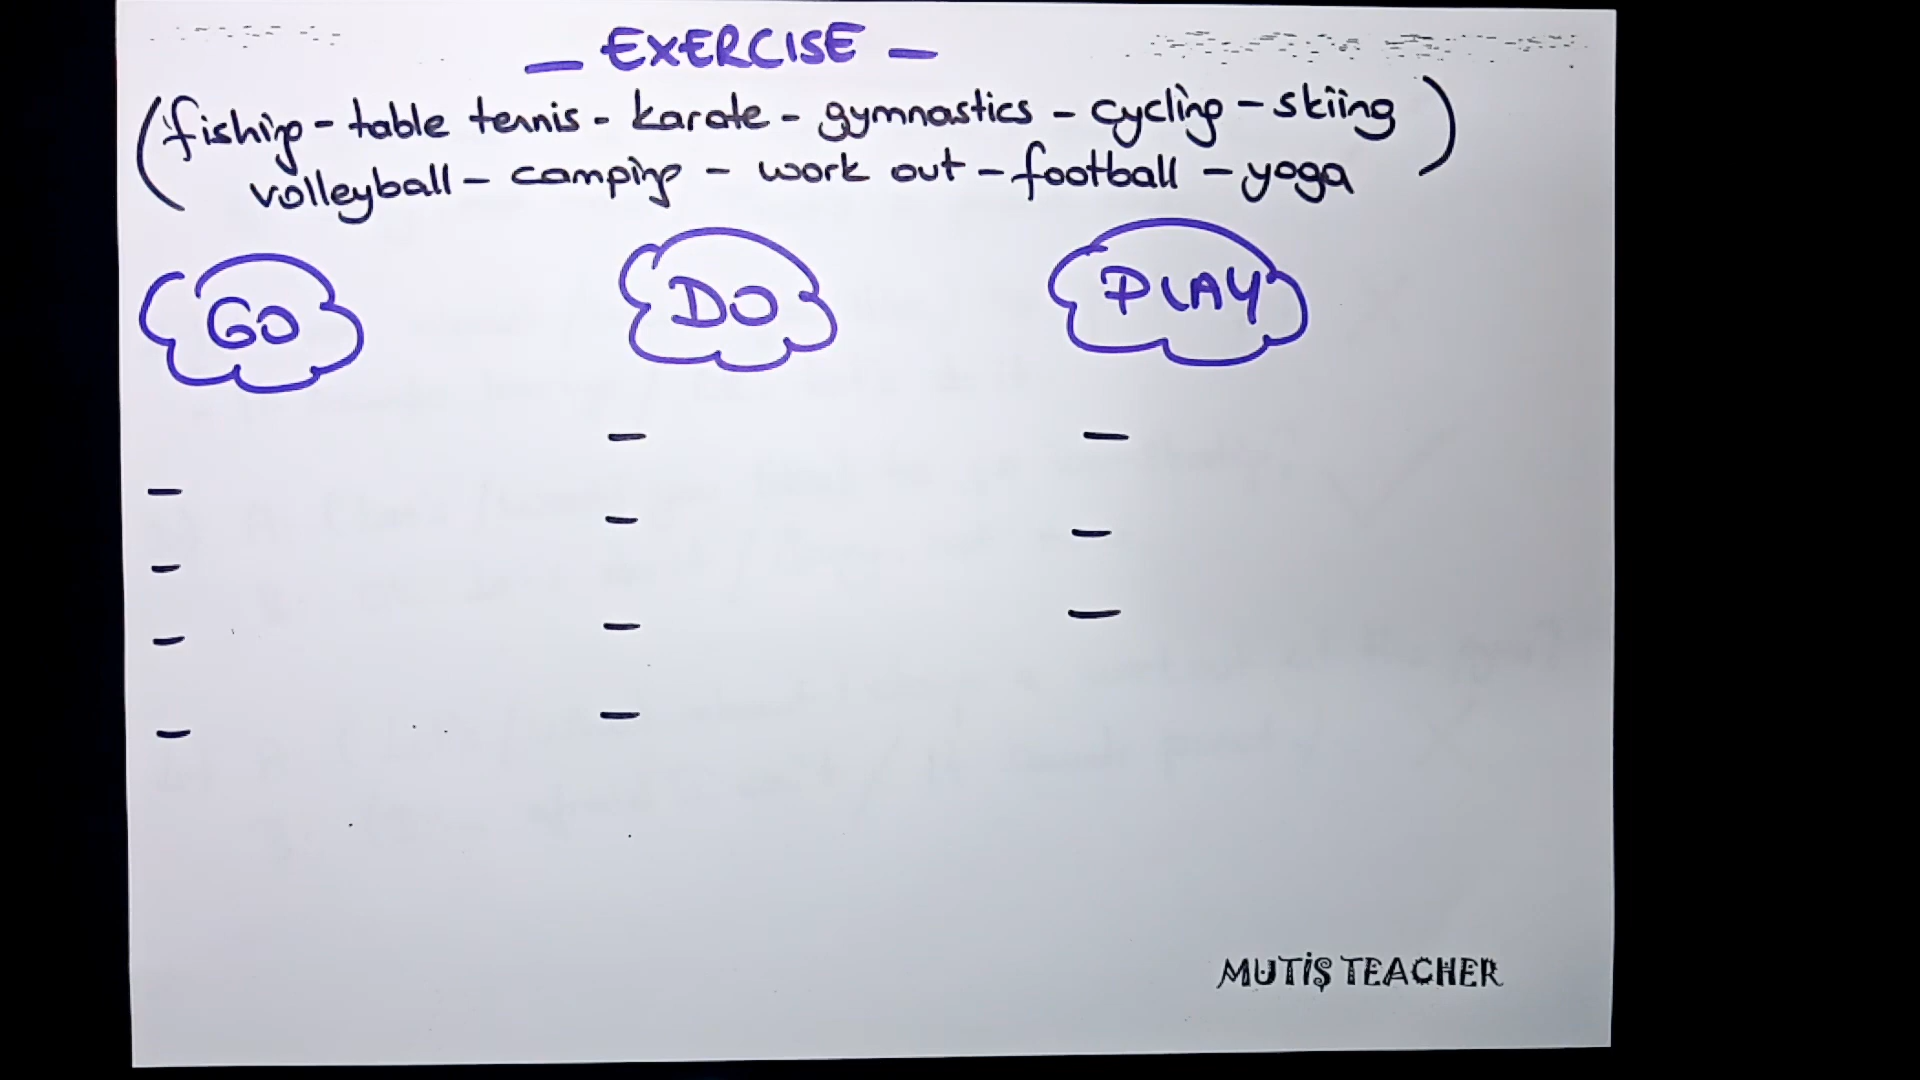 — EXERCISE —
(fishing - table tennis - karate - gymnastics - cycling - skiing
volleyball - camping - work out - football - yoga)
GO DO PLAY
- -
-
-
- -
-
- -
-
- -
MUTİŞ TEACHER